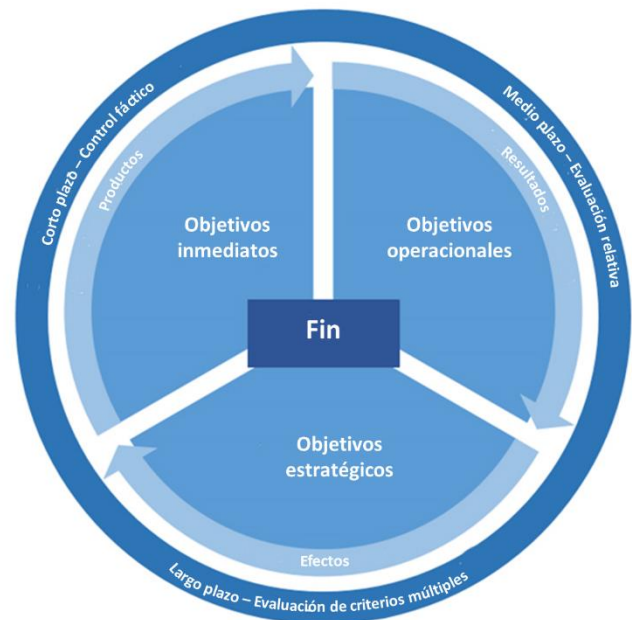 Corto plazo – Control fáctico
Productos
Objetivos
inmediatos
Medio plazo – Evaluación relativa
Resultados
Objetivos
operacionales
Fin
Objetivos
estratégicos
Efectos
Largo plazo – Evaluación de criterios múltiples